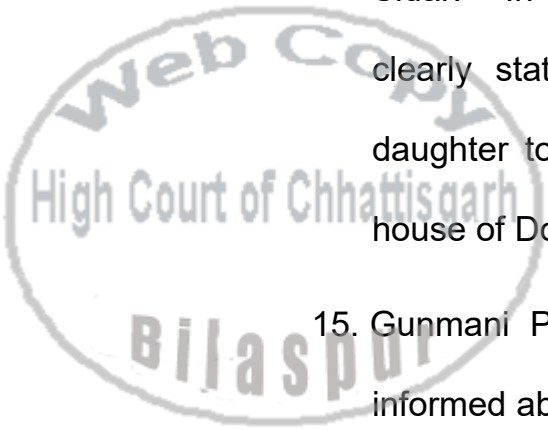 Web Copy
clearly stat
daughter to
High Court of Chhattisgarh
house of Do
15. Gunmani P
Bilaspur
informed ab